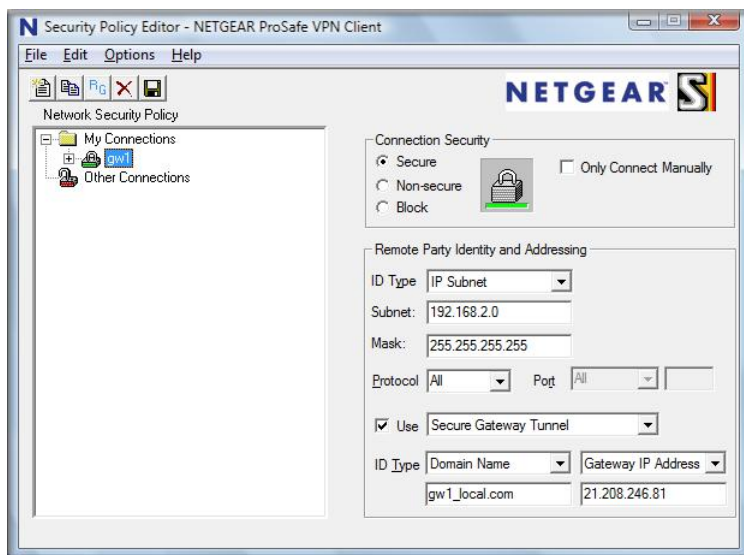 N Security Policy Editor - NETGEAR ProSafe VPN Client
File Edit Options Help
NETGEAR S
Network Security Policy
My Connections
gw1
Other Connections
Connection Security
Secure
Non-secure
Block
Only Connect Manually
Remote Party Identity and Addressing
ID Type IP Subnet
Subnet: 192.168.2.0
Mask: 255.255.255.255
Protocol All Port All
Use Secure Gateway Tunnel
ID Type Domain Name Gateway IP Address
gw1_local.com 21.208.246.81